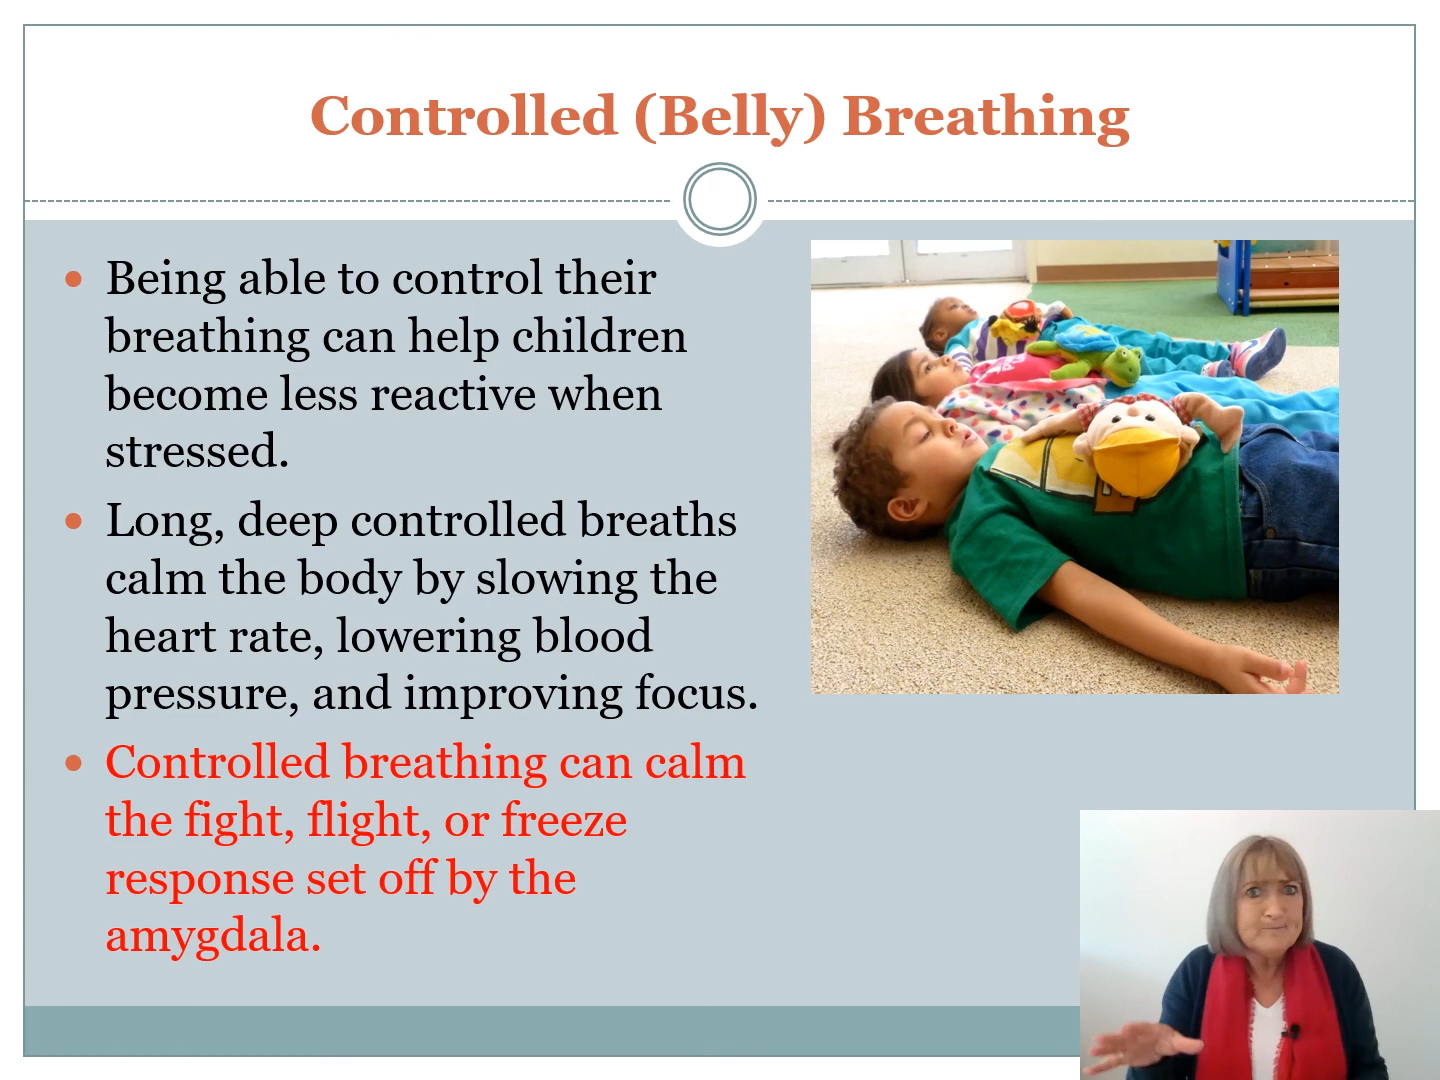 Controlled (Belly) Breathing
Being able to control their
breathing can help children
become less reactive when
stressed.
Long, deep controlled breaths
calm the body by slowing the
heart rate, lowering blood
pressure, and improving focus.
Controlled breathing can calm
the fight, flight, or freeze
response set off by the
amygdala.